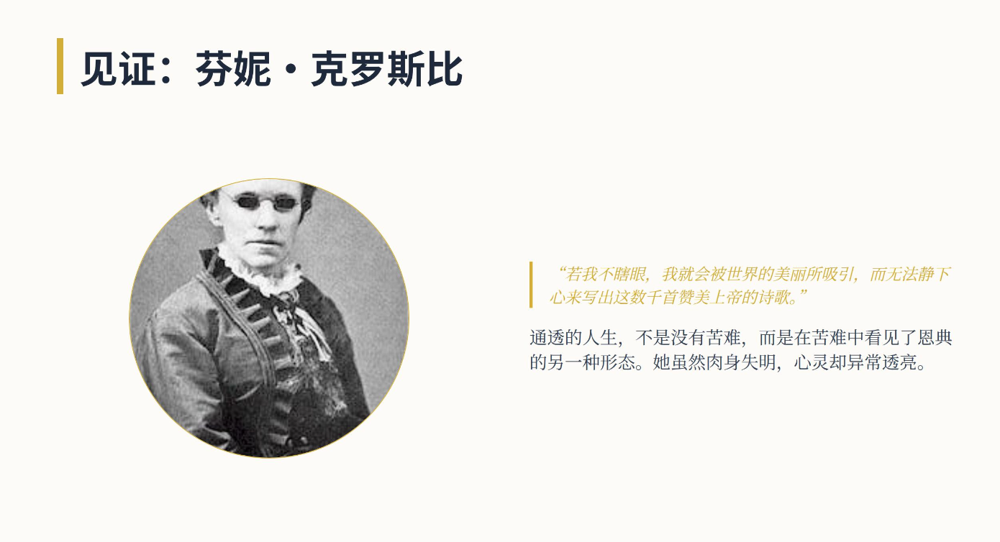 见证：芬妮·克罗斯比
“若我不瞎眼，我就会被世界的美丽所吸引，而无法静下
心来写出这数千首赞美上帝的诗歌。”
通透的人生，不是没有苦难，而是在苦难中看见了恩典
的另一种形态。她虽然肉身失明，心灵却异常透亮。